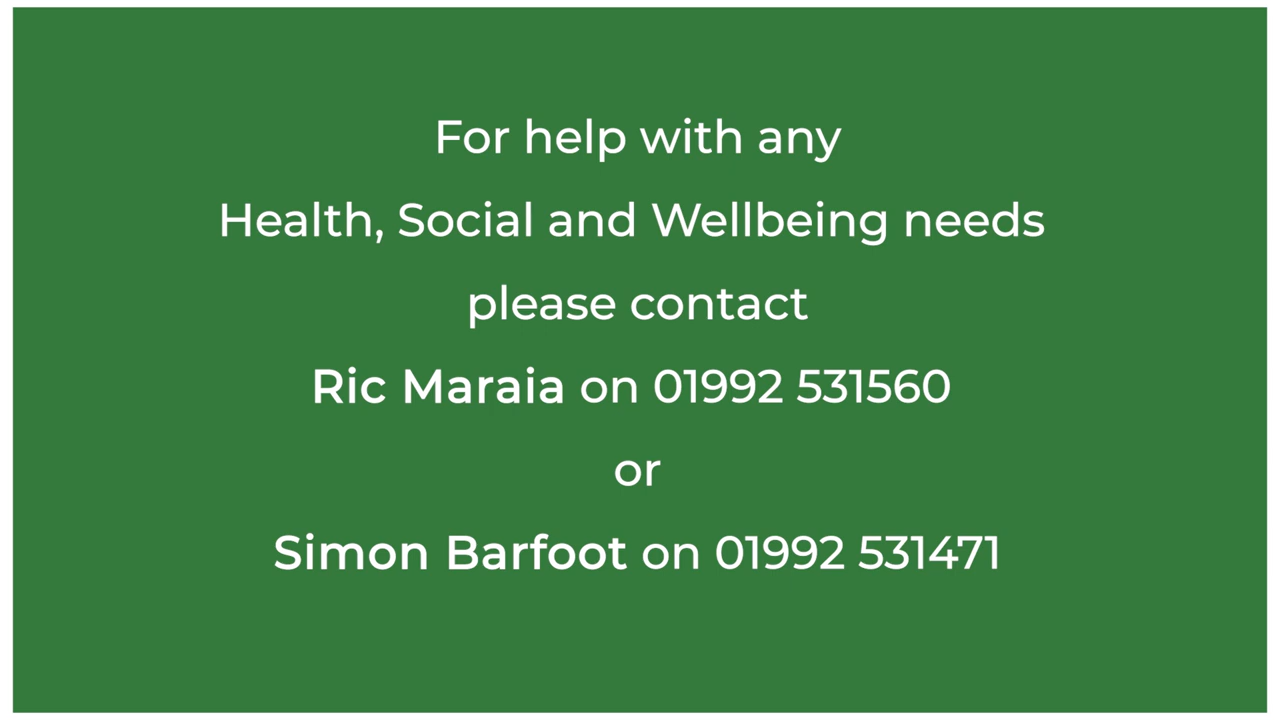 For help with any
Health, Social and Wellbeing needs
please contact
Ric Maraia on 01992 531560
or
Simon Barfoot on 01992 531471